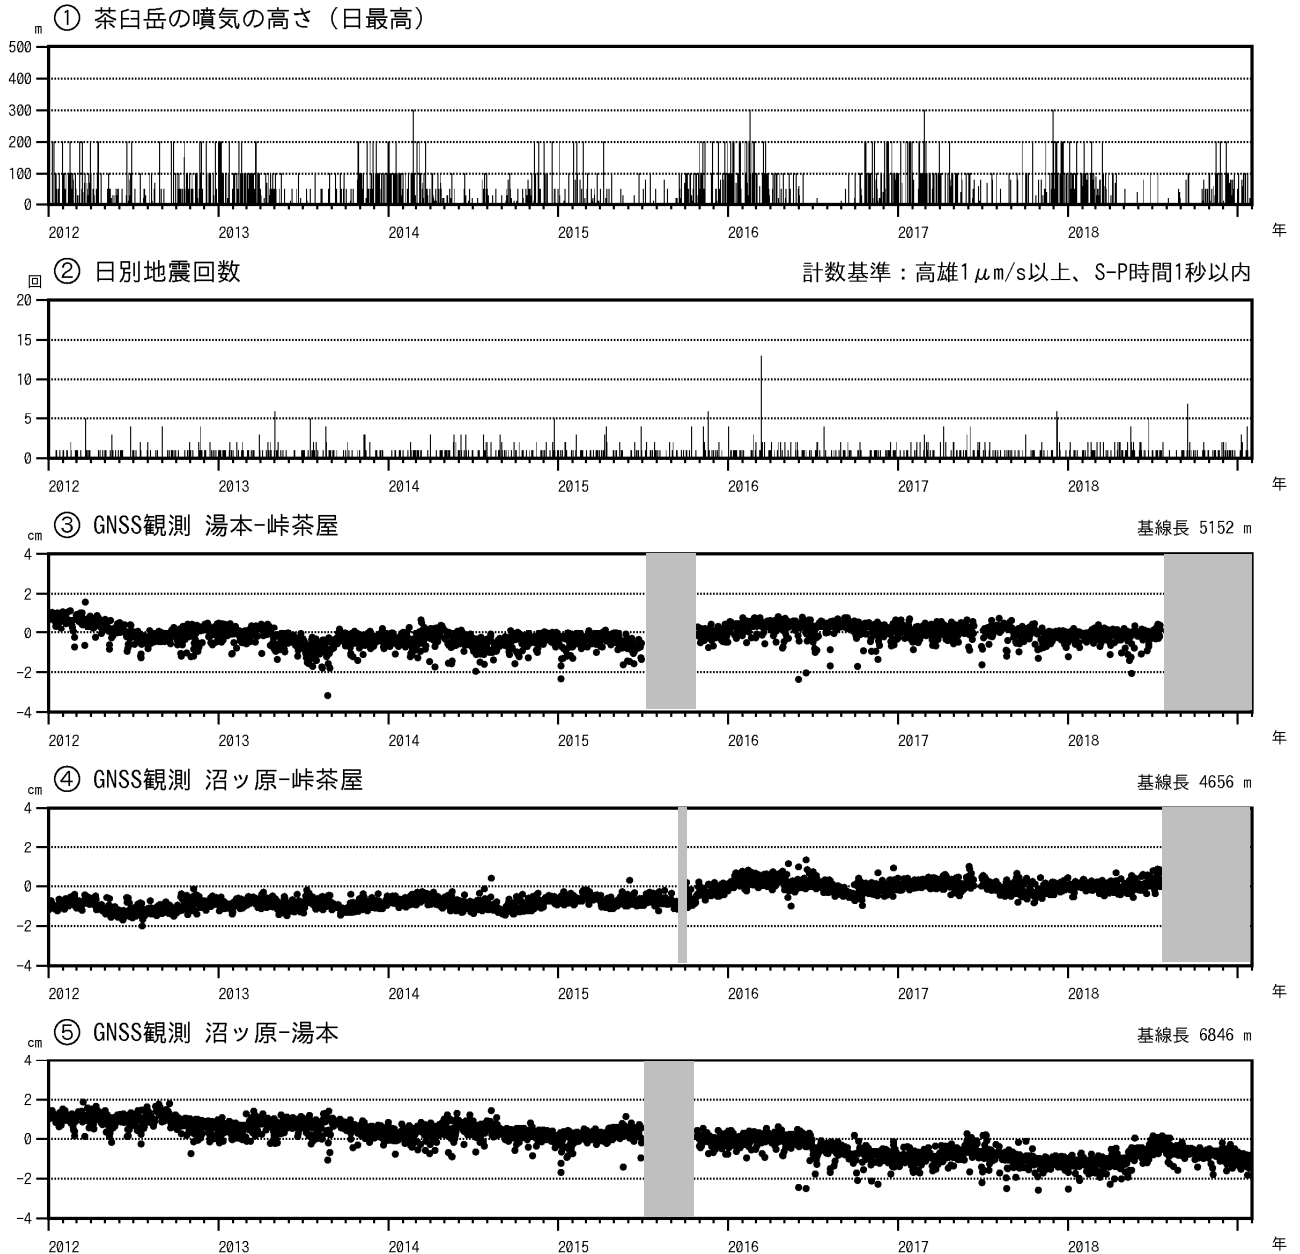 ① 茶臼岳の噴気の高さ（日最高）
m
500
400
300
200
100
0
2012 2013 2014 2015 2016 2017 2018 年
② 日別地震回数 計数基準：高雄1μm/s以上、S-P時間1秒以内
回
20
15
10
5
0
2012 2013 2014 2015 2016 2017 2018 年
③ GNSS観測 湯本-峠茶屋 基線長 5152 m
cm
4
2
0
-2
-4
2012 2013 2014 2015 2016 2017 2018 年
④ GNSS観測 沼ッ原-峠茶屋 基線長 4656 m
cm
4
2
0
-2
-4
2012 2013 2014 2015 2016 2017 2018 年
⑤ GNSS観測 沼ッ原-湯本 基線長 6846 m
cm
4
2
0
-2
-4
2012 2013 2014 2015 2016 2017 2018 年